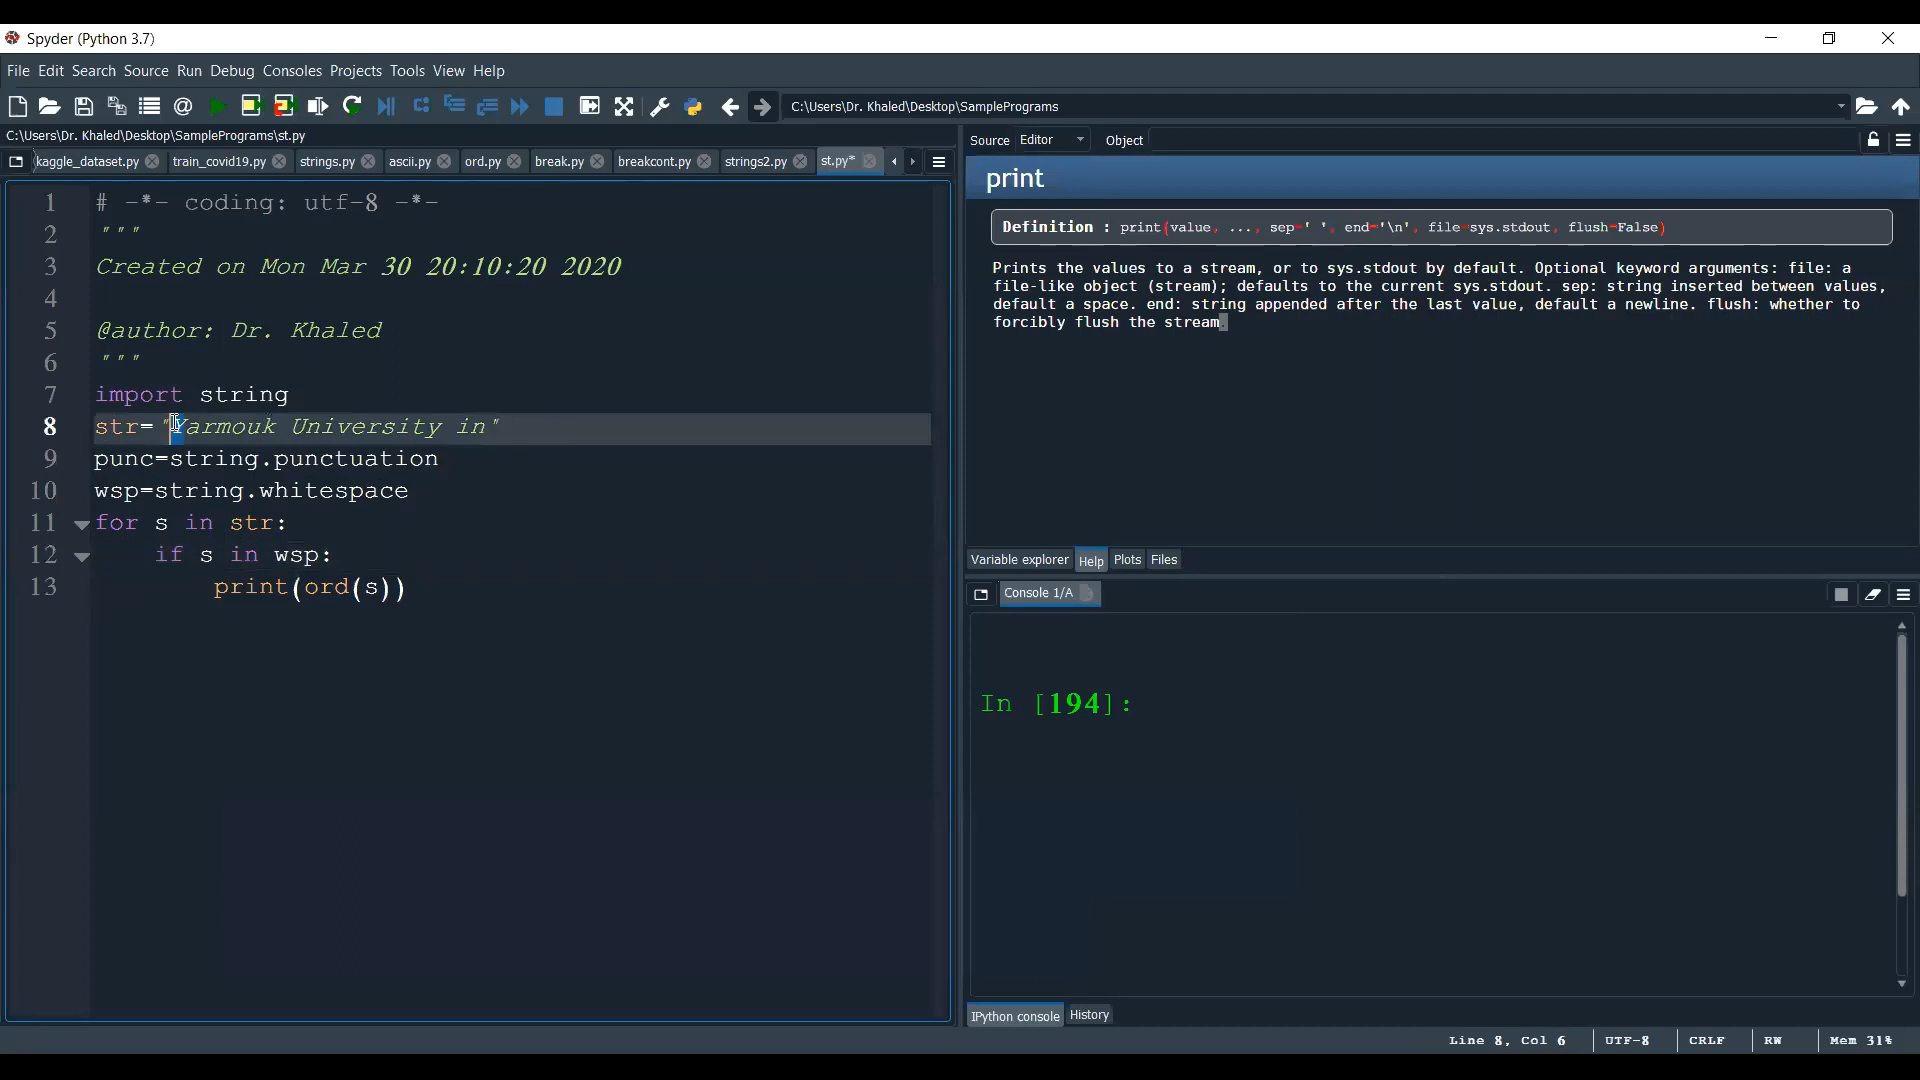 Spyder (Python 3.7)
File Edit Search Source Run Debug Consoles Projects Tools View Help
C:\Users\Dr. Khaled\Desktop\SamplePrograms
C:\Users\Dr. Khaled\Desktop\SamplePrograms\st.py
kaggle_dataset.py train_covid19.py strings.py ascii.py ord.py break.py breakcont.py strings2.py st.py*
1 # -*- coding: utf-8 -*-
2 """
3 Created on Mon Mar 30 20:10:20 2020
4
5 @author: Dr. Khaled
6 """
7 import string
8 str="Yarmouk University in"
9 punc=string.punctuation
10 wsp=string.whitespace
11 for s in str:
12 if s in wsp:
13 print(ord(s))
Source Editor Object
print
Definition : print(value, ..., sep=' ', end='\n', file=sys.stdout, flush=False)
Prints the values to a stream, or to sys.stdout by default. Optional keyword arguments: file: a
file-like object (stream); defaults to the current sys.stdout. sep: string inserted between values,
default a space. end: string appended after the last value, default a newline. flush: whether to
forcibly flush the stream.
Variable explorer Help Plots Files
Console 1/A
In [194]:
IPython console History
Line 8, Col 6 UTF-8 CRLF RW Mem 31%